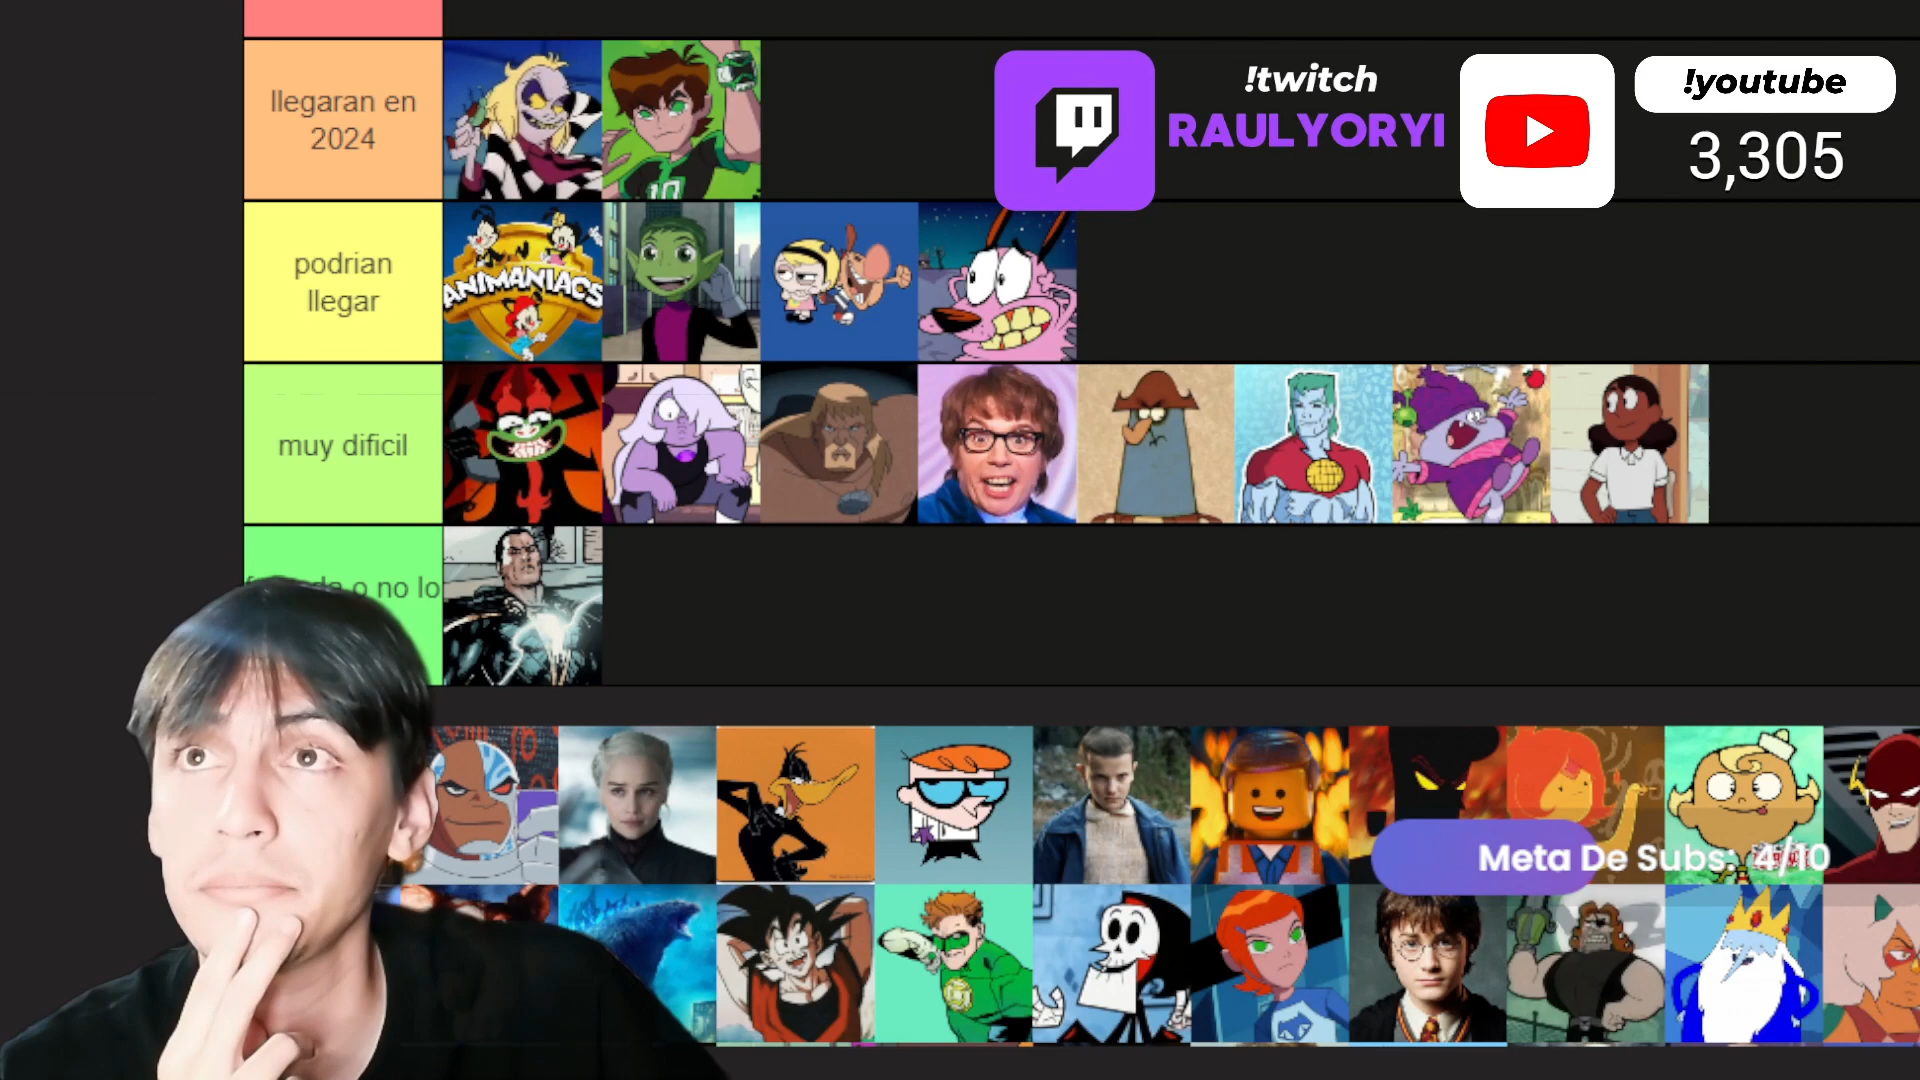 llegaran en
2024
!twitch
RAULYORYI
!youtube
3,305
podrian
llegar
ANIMANIACS
muy dificil
o no lo
Meta De Subs: 4/10